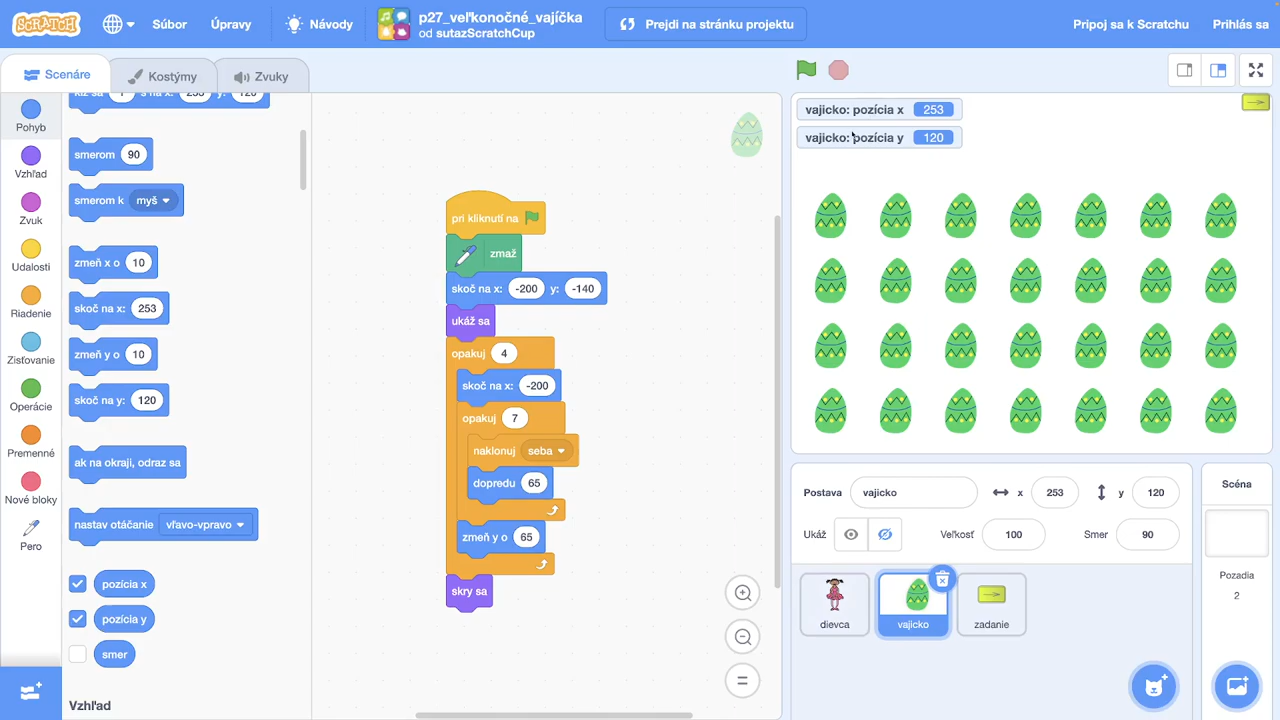 SCRATCH
Súbor
Úpravy
Návody
p27_veľkonočné_vajíčka
od sutazScratchCup
Prejdi na stránku projektu
Pripoj sa k Scratchu
Prihlás sa
Scenáre
Kostýmy
Zvuky
Pohyb
Vzhľad
Zvuk
Udalosti
Riadenie
Zisťovanie
Operácie
Premenné
Nové bloky
Pero
smerom 90
smerom k myš
zmeň x o 10
skoč na x: 253
zmeň y o 10
skoč na y: 120
ak na okraji, odraz sa
nastav otáčanie vľavo-vpravo
pozícia x
pozícia y
smer
Vzhľad
pri kliknutí na
zmaž
skoč na x: -200 y: -140
ukáž sa
opakuj 4
skoč na x: -200
opakuj 7
naklonuj seba
dopredu 65
zmeň y o 65
skry sa
vajicko: pozícia x 253
vajicko: pozícia y 120
Postava vajicko x 253 y 120
Ukáž Veľkosť 100 Smer 90
dievca
vajicko
zadanie
Scéna
Pozadia
2